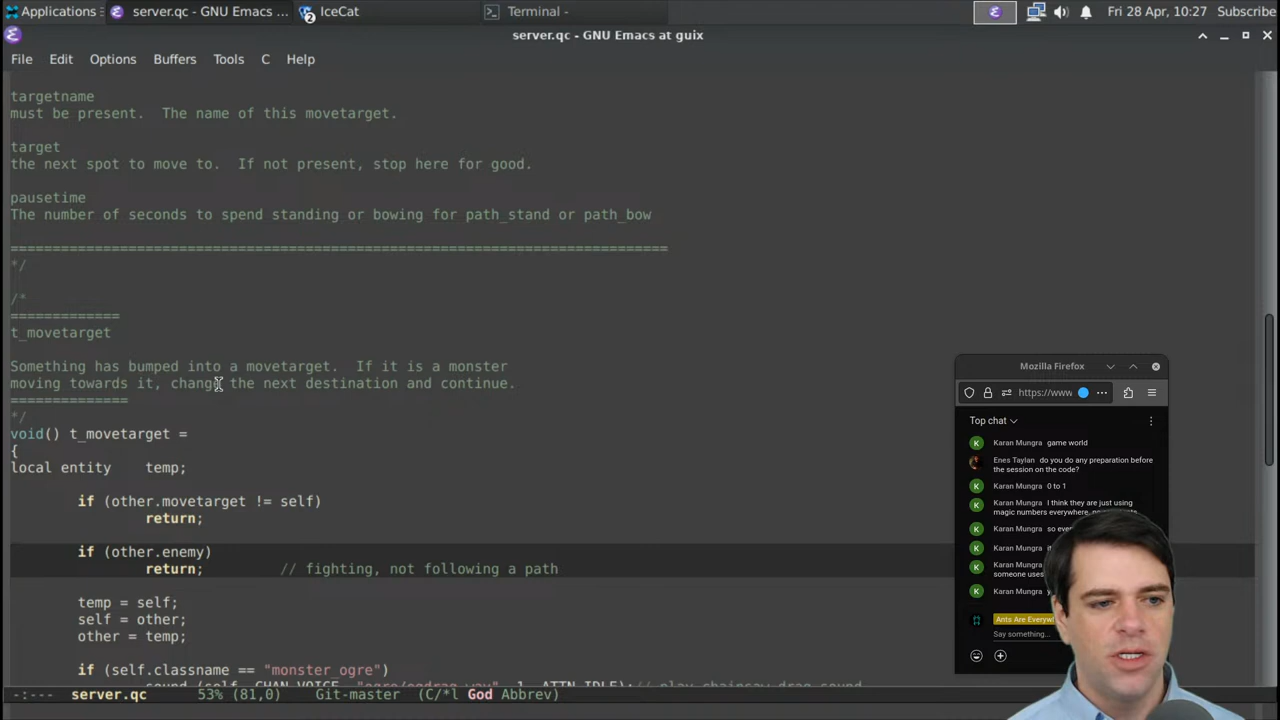 Applications
server.qc - GNU Emacs ...
2
IceCat
Terminal -
Fri 28 Apr, 10:27
Subscribe
server.qc - GNU Emacs at guix
File Edit Options Buffers Tools C Help
targetname
must be present.  The name of this movetarget.
target
the next spot to move to.  If not present, stop here for good.
pausetime
The number of seconds to spend standing or bowing for path_stand or path_bow
==============================================================================
*/
/*
=============
t_movetarget
Something has bumped into a movetarget.  If it is a monster
moving towards it, change the next destination and continue.
==============
*/
void() t_movetarget =
{
local entity    temp;
if (other.movetarget != self)
return;
if (other.enemy)
return;         // fighting, not following a path
temp = self;
self = other;
other = temp;
if (self.classname == "monster_ogre")
-:---  server.qc      53% (81,0)     Git-master  (C/*l God Abbrev)
Mozilla Firefox
https://www
Top chat
K Karan Mungra game world
Enes Taylan do you do any preparation before
the session on the code?
K Karan Mungra 0 to 1
K Karan Mungra I think they are just using
magic numbers everywhere,
K Karan Mungra
K Karan Mungra
K Karan Mungra
someone uses
K Karan Mungra
Ants Are Everyw
Say something...